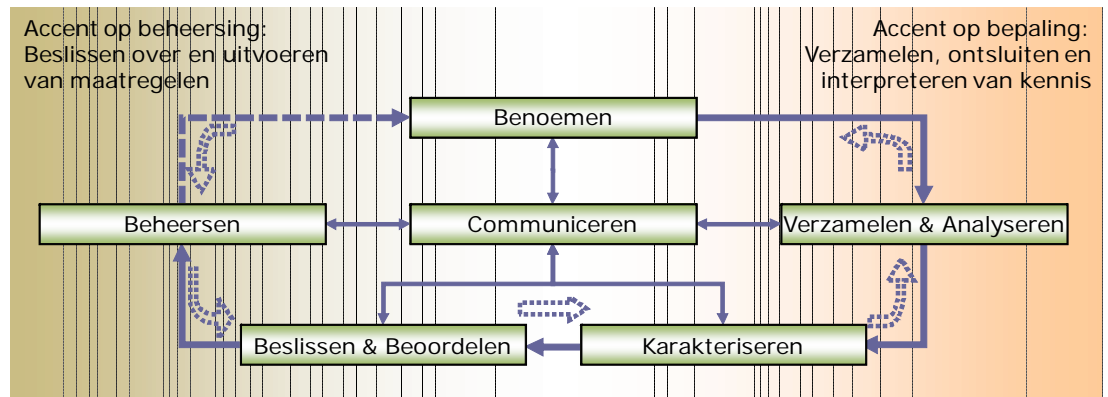 Accent op beheersing:
Beslissen over en uitvoeren
van maatregelen
Accent op bepaling:
Verzamelen, ontsluiten en
interpreteren van kennis
Benoemen
Beheersen
Communiceren
Verzamelen & Analyseren
Beslissen & Beoordelen
Karakteriseren